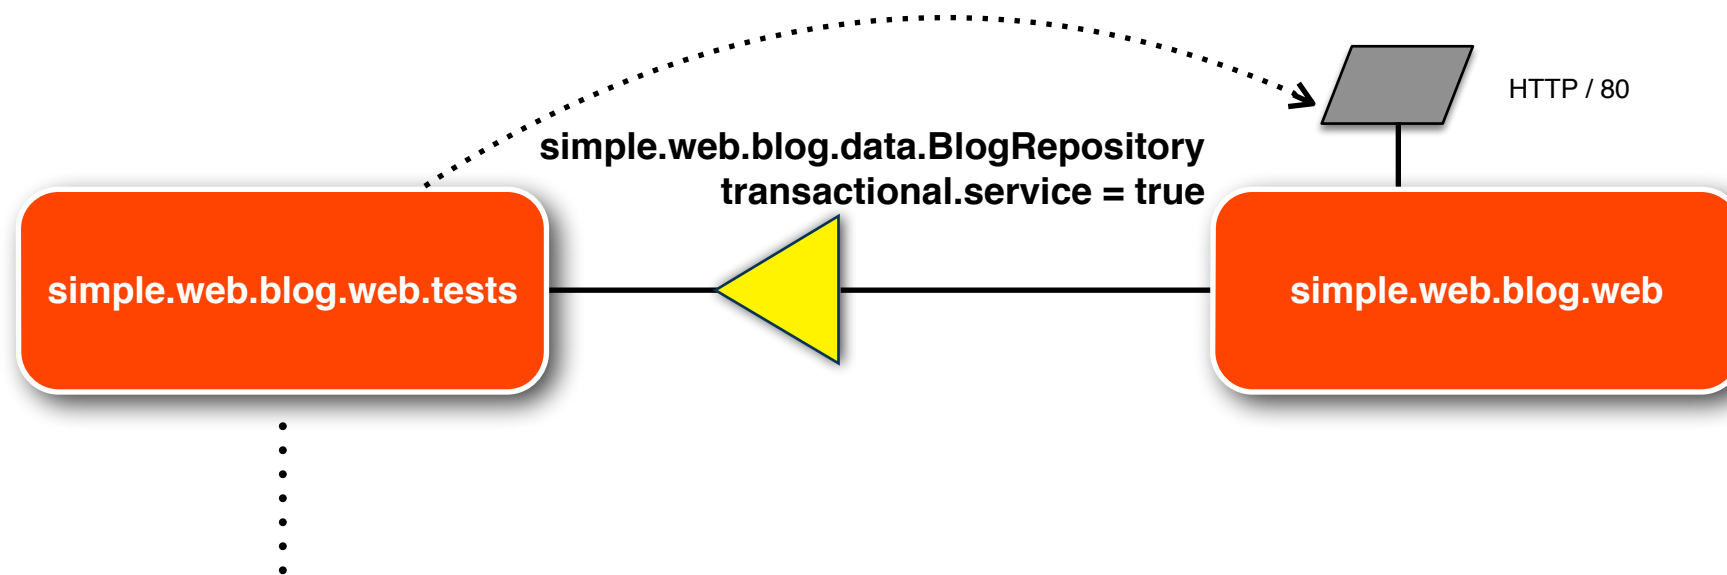 HTTP / 80
simple.web.blog.data.BlogRepository
transactional.service = true
simple.web.blog.web.tests
simple.web.blog.web